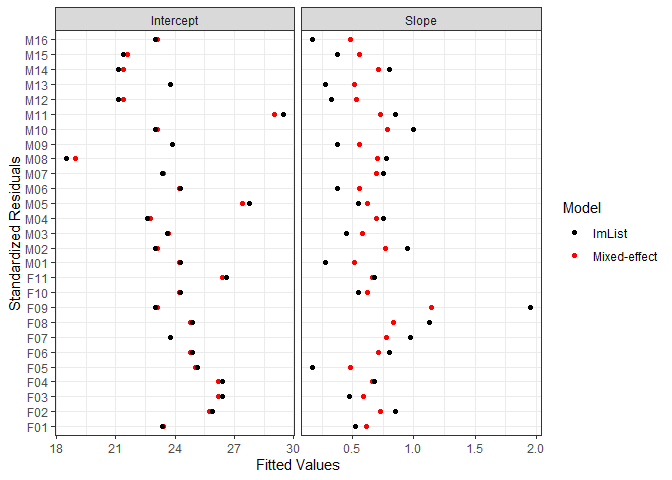 Intercept
Slope
M16
M15
M14
M13
M12
M11
M10
M09
M08
M07
M06
M05
M04
M03
M02
M01
F11
F10
F09
F08
F07
F06
F05
F04
F03
F02
F01
Standardized Residuals
18
21
24
27
30
0.5
1.0
1.5
2.0
Fitted Values
Model
lmList
Mixed-effect